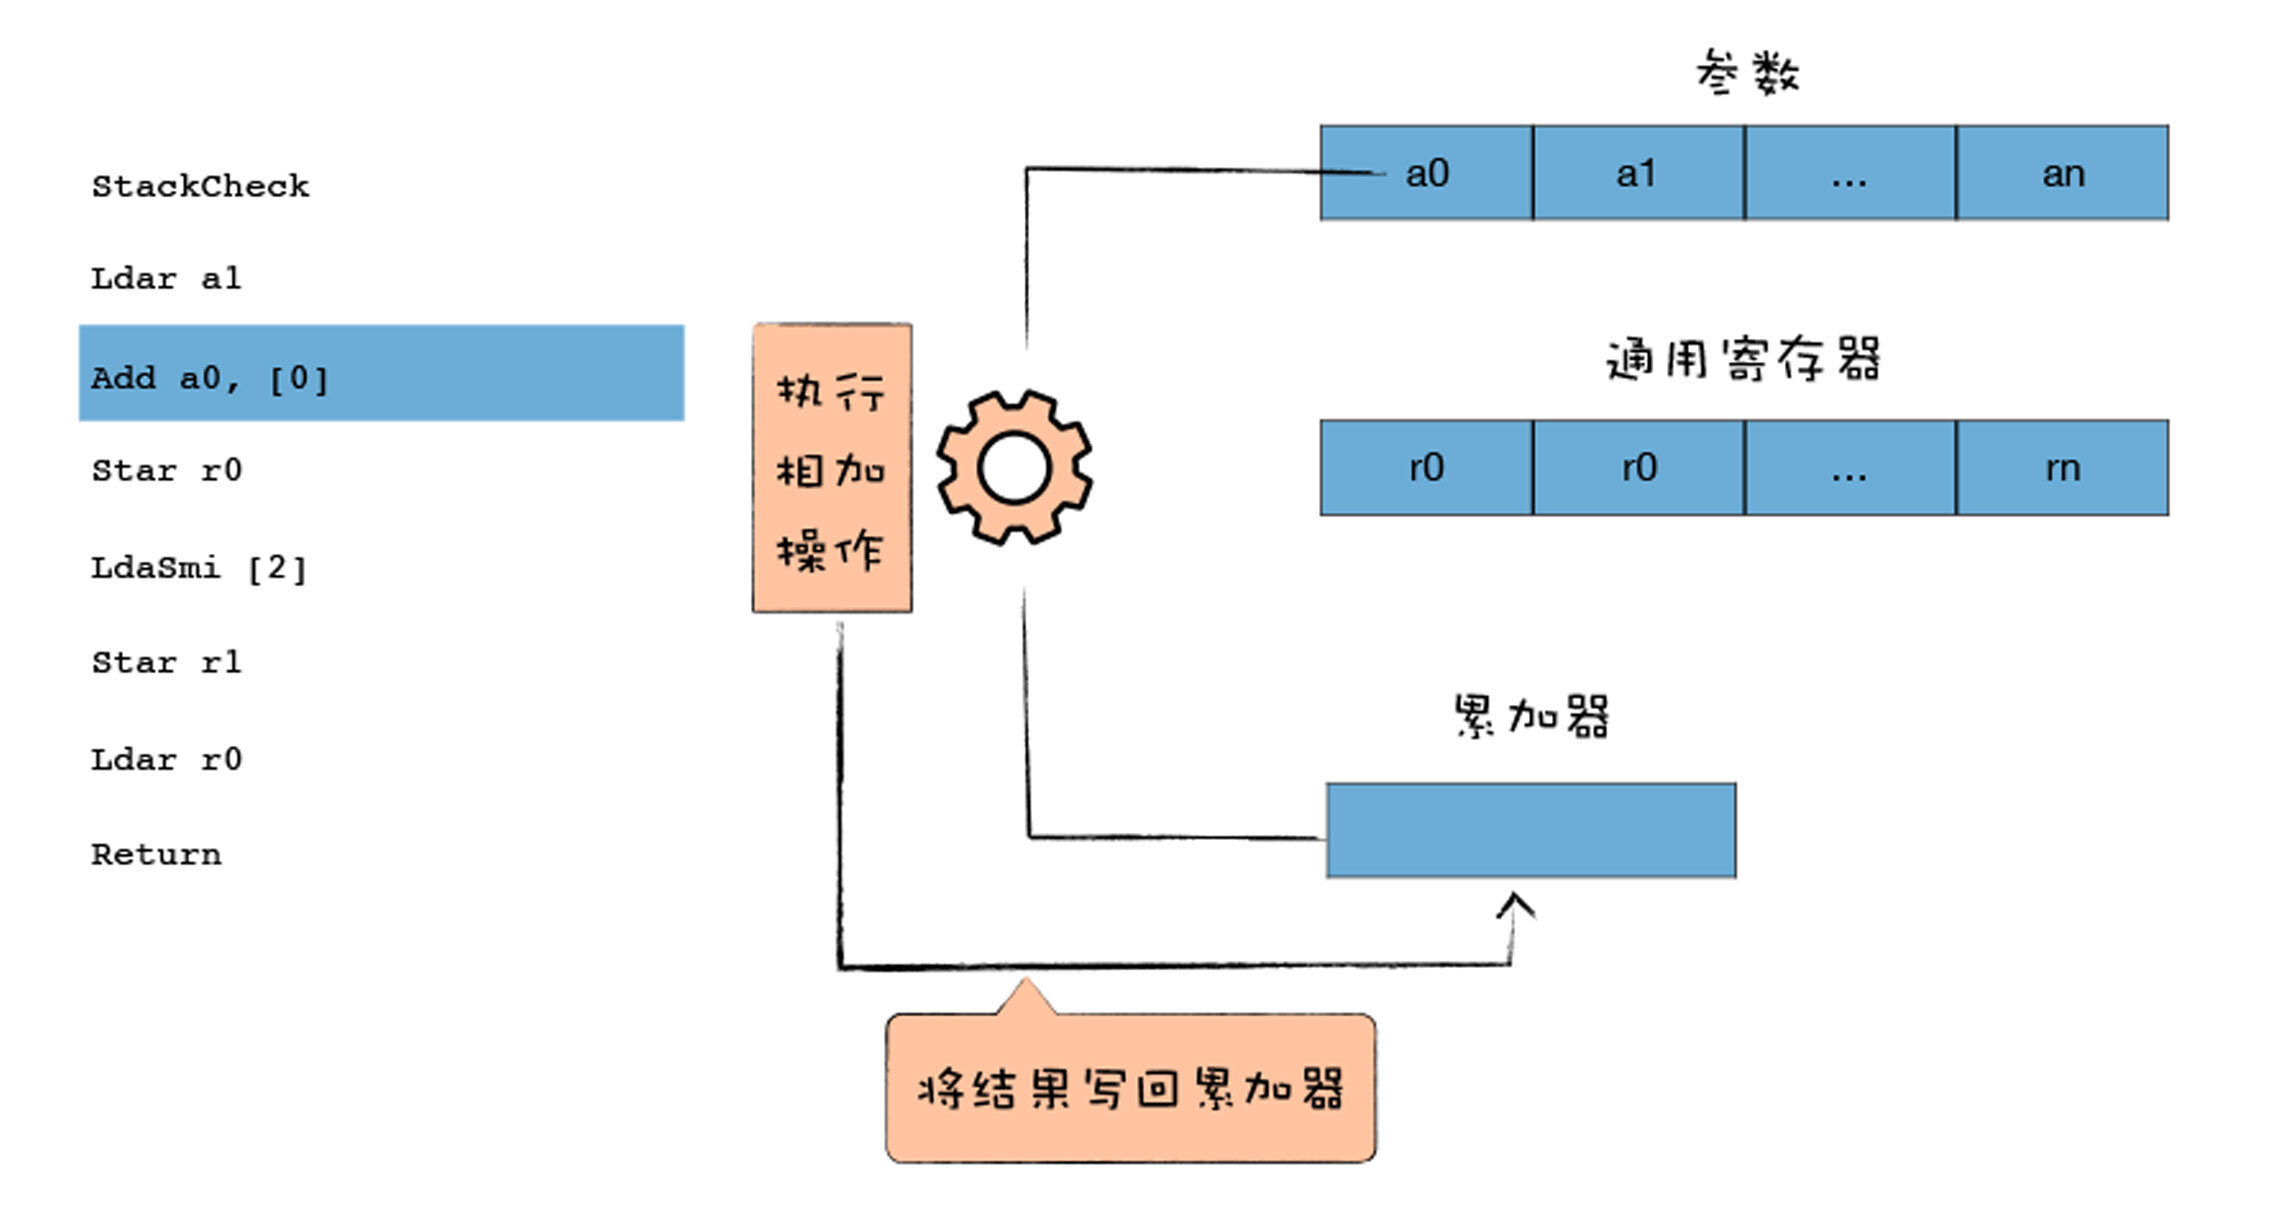 StackCheck
Ldar a1
Add a0, [0]
Star r0
LdaSmi [2]
Star r1
Ldar r0
Return
执行
相加
操作
参数
a0 a1 ... an
通用寄存器
r0 r0 ... rn
累加器
将结果写回累加器